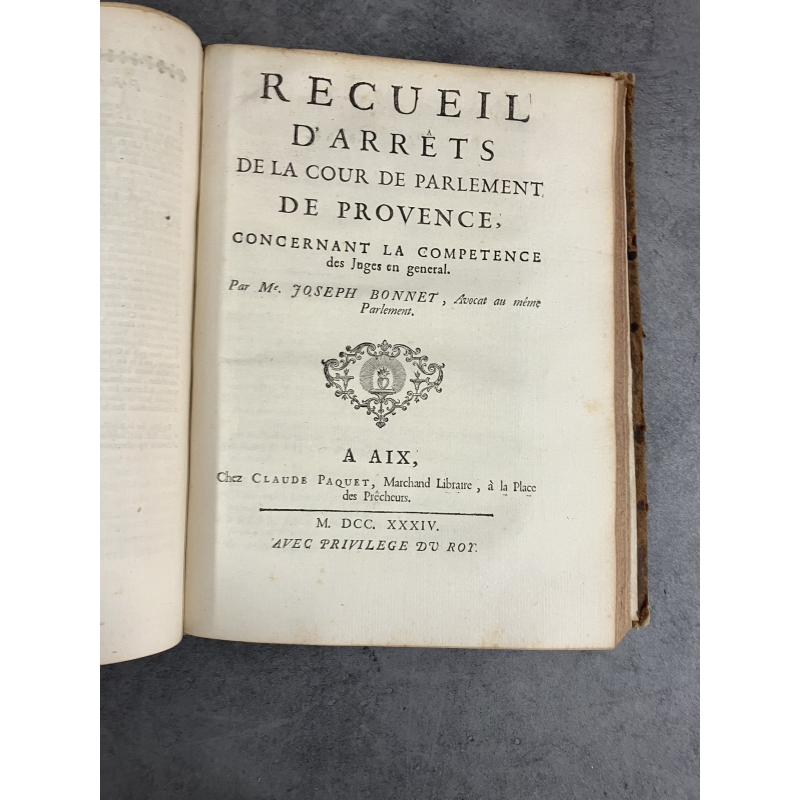 RECUEIL
D'ARRÊTS
DE LA COUR DE PARLEMENT
DE PROVENCE,
CONCERNANT LA COMPETENCE
des Juges en general.
Par Me. JOSEPH BONNET, Avocat au même
Parlement.
A AIX,
Chez CLAUDE PAQUET, Marchand Libraire, à la Place
des Prêcheurs.
M. DCC. XXXIV.
AVEC PRIVILEGE DU ROY.